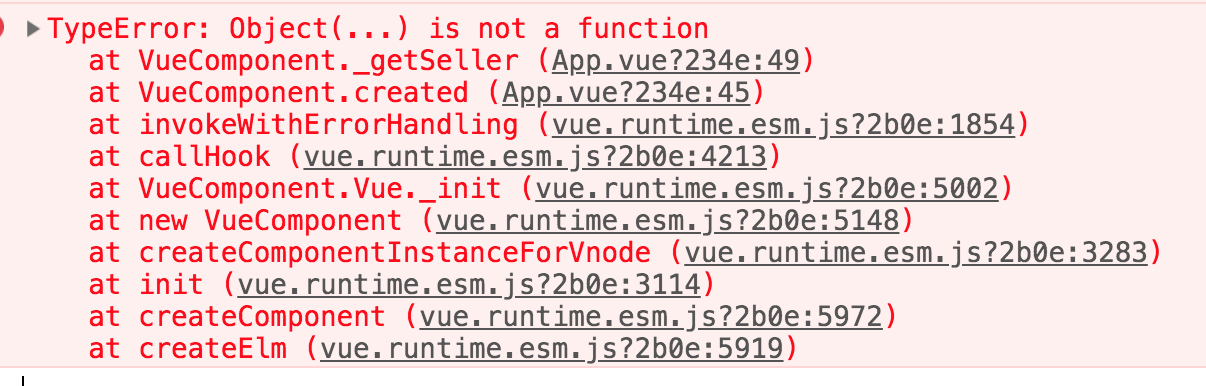 TypeError: Object(...) is not a function
at VueComponent._getSeller (App.vue?234e:49)
at VueComponent.created (App.vue?234e:45)
at invokeWithErrorHandling (vue.runtime.esm.js?2b0e:1854)
at callHook (vue.runtime.esm.js?2b0e:4213)
at VueComponent.Vue._init (vue.runtime.esm.js?2b0e:5002)
at new VueComponent (vue.runtime.esm.js?2b0e:5148)
at createComponentInstanceForVnode (vue.runtime.esm.js?2b0e:3283)
at init (vue.runtime.esm.js?2b0e:3114)
at createComponent (vue.runtime.esm.js?2b0e:5972)
at createElm (vue.runtime.esm.js?2b0e:5919)